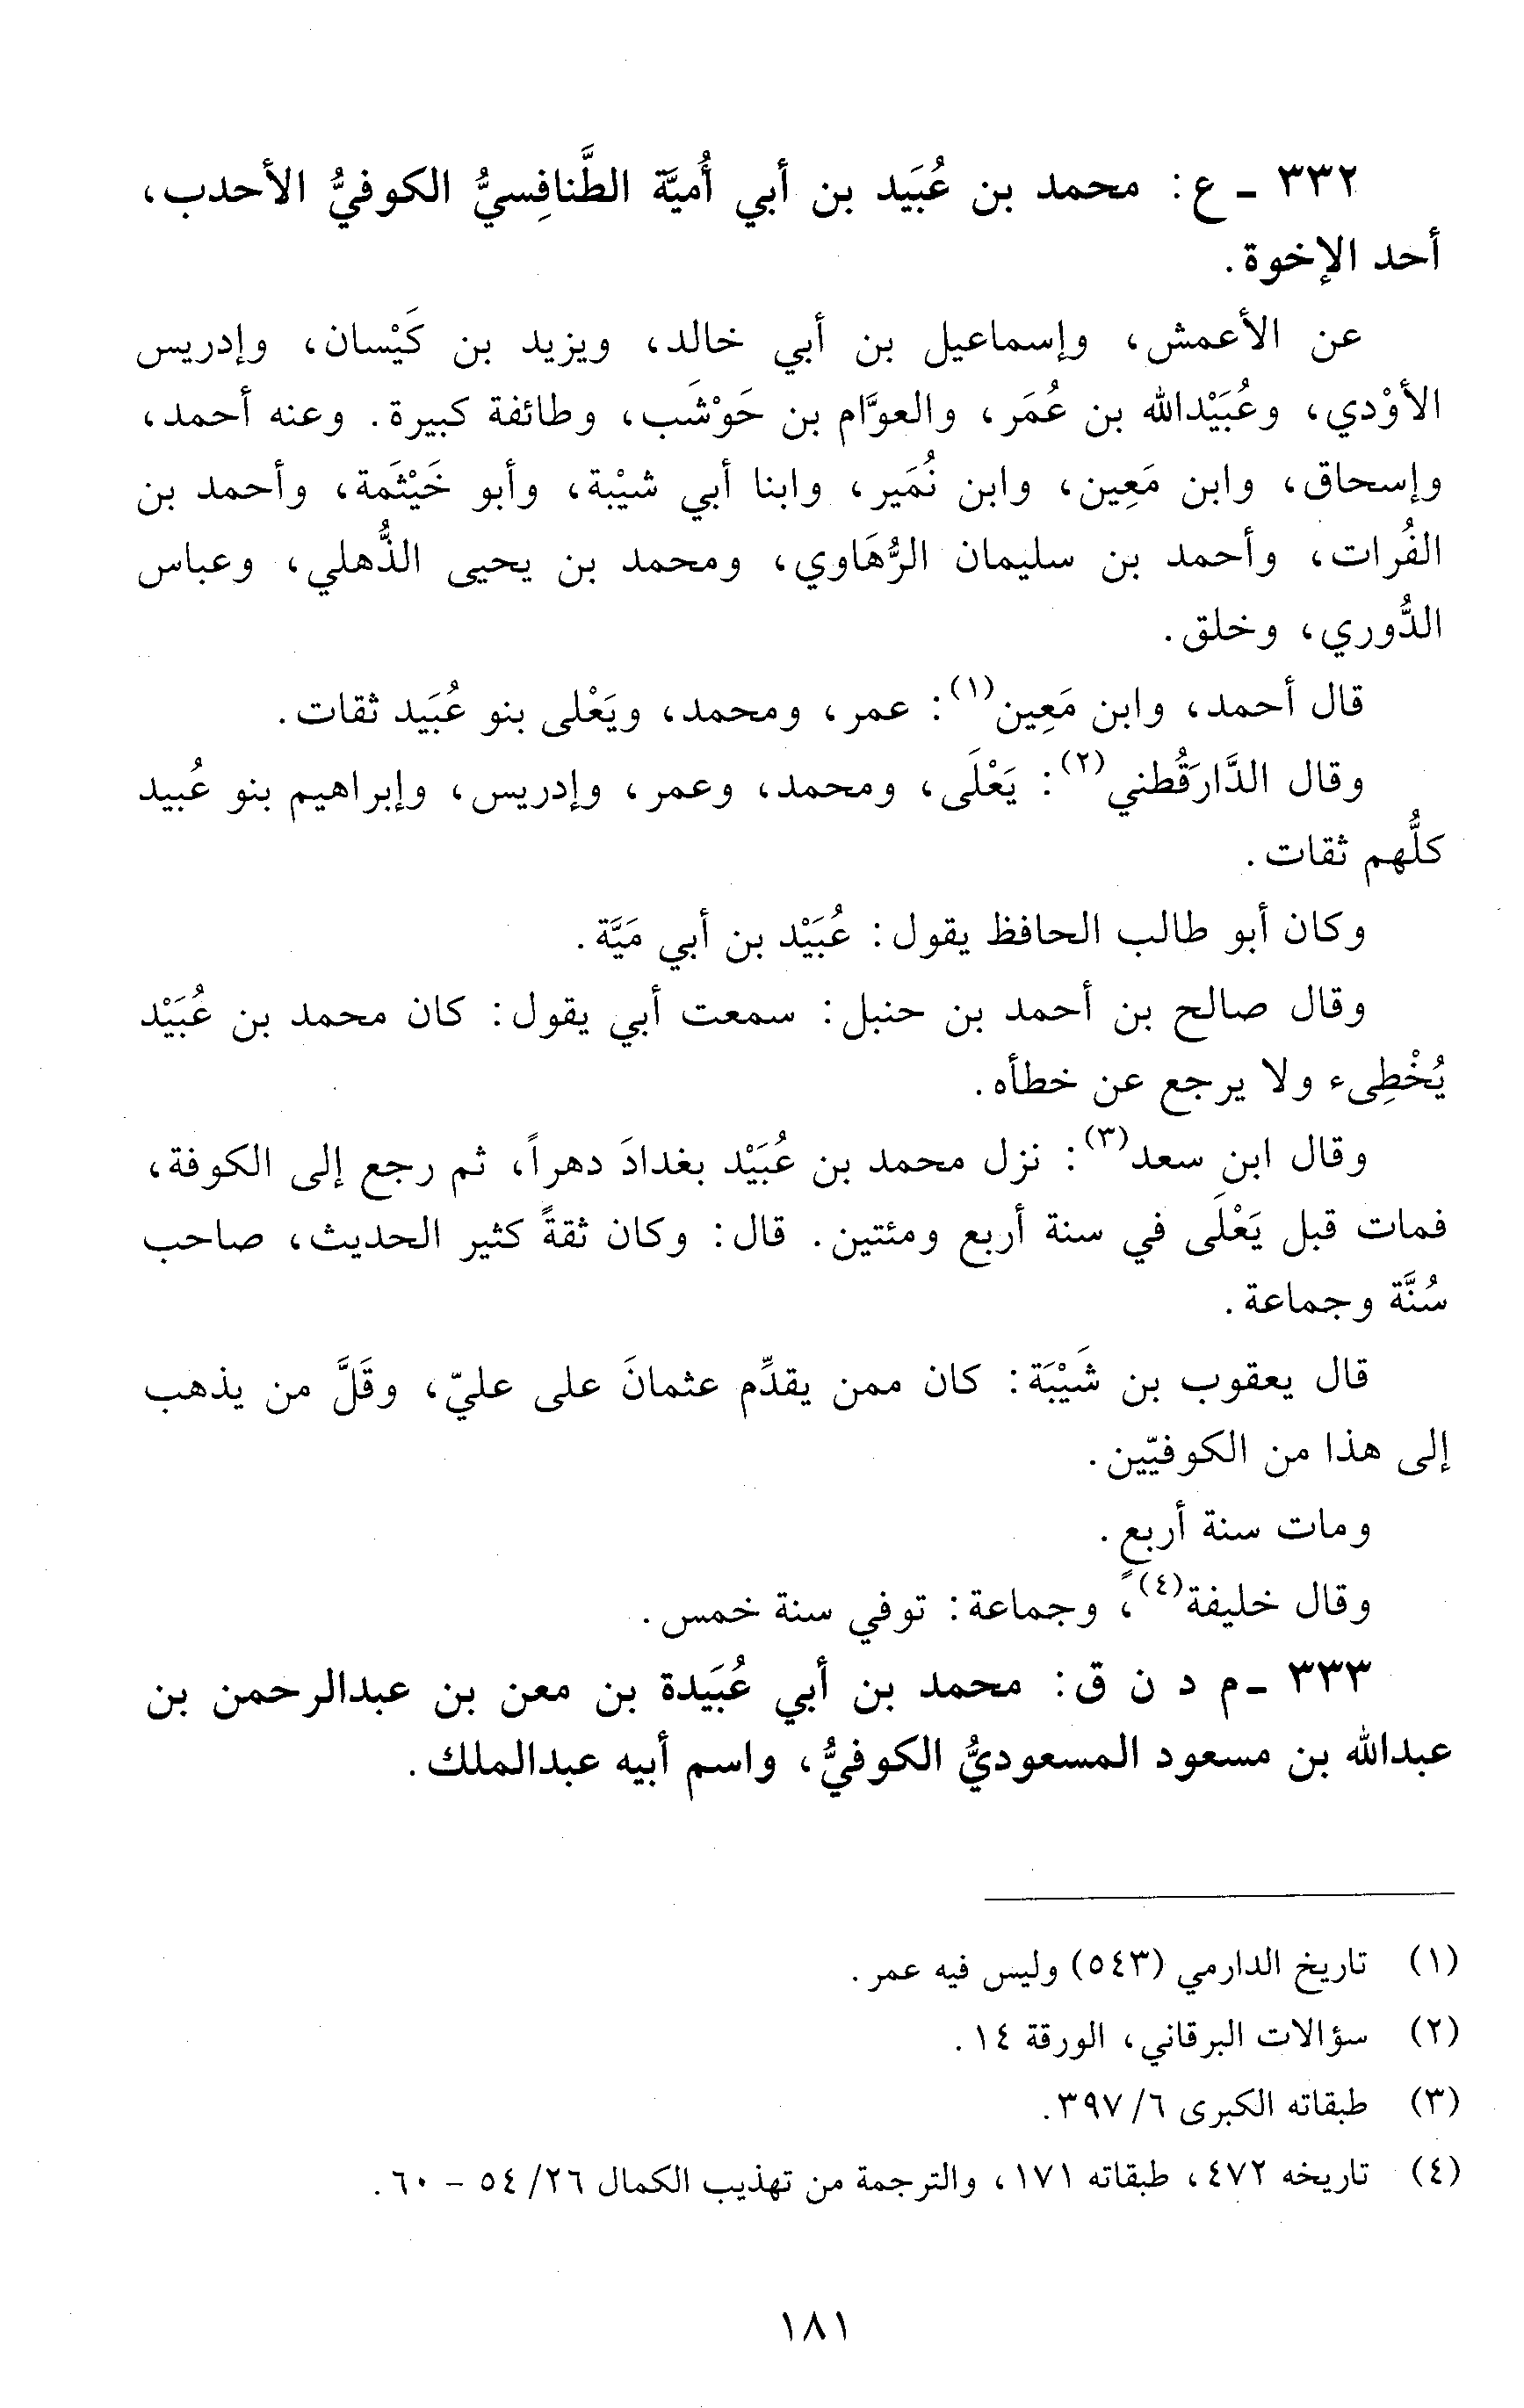 ٣٣٢ ـ ع: محمد بن عُبَيد بن أبي أُميَّة الطَّنافِسيُّ الكوفيُّ الأحدب،
أحد الإخوة.
عن الأعمش، وإسماعيل بن أبي خالد، ويزيد بن كَيْسان، وإدريس
الأوْدي، وعُبَيْدالله بن عُمَر، والعوَّام بن حَوْشَب، وطائفة كبيرة. وعنه أحمد،
وإسحاق، وابن مَعِين، وابن نُمَير، وابنا أبي شيْبة، وأبو خَيْثَمة، وأحمد بن
الفُرات، وأحمد بن سليمان الرُّهَاوي، ومحمد بن يحيى الذُّهلي، وعباس
الدُّوري، وخلق.
قال أحمد، وابن مَعِين(١): عمر، ومحمد، ويَعْلى بنو عُبَيد ثقات.
وقال الدَّارَقُطني(٢): يَعْلَى، ومحمد، وعمر، وإدريس، وإبراهيم بنو عُبيد
كلُّهم ثقات.
وكان أبو طالب الحافظ يقول: عُبَيْد بن أبي مَيَّة.
وقال صالح بن أحمد بن حنبل: سمعت أبي يقول: كان محمد بن عُبَيْد
يُخْطِىء ولا يرجع عن خطأه.
وقال ابن سعد(٣): نزل محمد بن عُبَيْد بغدادَ دهراً، ثم رجع إلى الكوفة،
فمات قبل يَعْلَى في سنة أربع ومئتين. قال: وكان ثقةً كثير الحديث، صاحب
سُنَّة وجماعة.
قال يعقوب بن شَيْبَة: كان ممن يقدِّم عثمانَ على عليّ، وقَلَّ من يذهب
إلى هذا من الكوفيّين.
ومات سنة أربعٍ.
وقال خليفة(٤)، وجماعة: توفي سنة خمس.
٣٣٣ ـ م د ن ق: محمد بن أبي عُبَيدة بن معن بن عبدالرحمن بن
عبدالله بن مسعود المسعوديُّ الكوفيُّ، واسم أبيه عبدالملك.
(١) تاريخ الدارمي (٥٤٣) وليس فيه عمر.
(٢) سؤالات البرقاني، الورقة ١٤.
(٣) طبقاته الكبرى ٦/ ٣٩٧.
(٤) تاريخه ٤٧٢، طبقاته ١٧١، والترجمة من تهذيب الكمال ٢٦/ ٥٤ - ٦٠.
١٨١